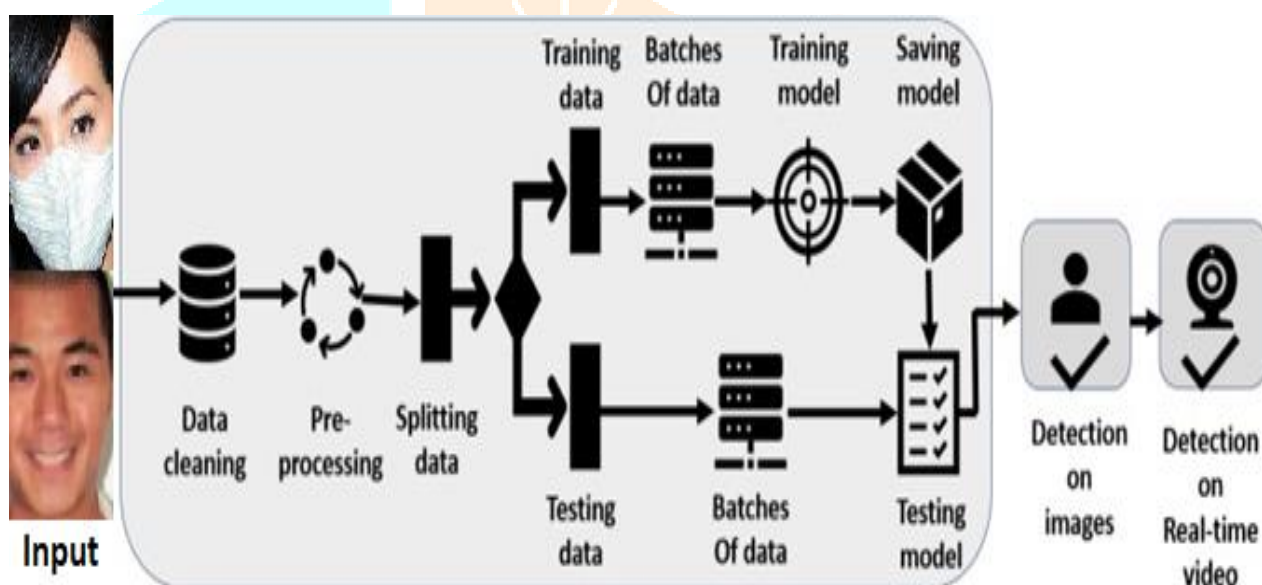 Training
data
Batches
Of data
Training
model
Saving
model
Data
cleaning
Pre-
processing
Splitting
data
Testing
data
Batches
Of data
Testing
model
Detection
on
images
Detection
on
Real-time
video
Input